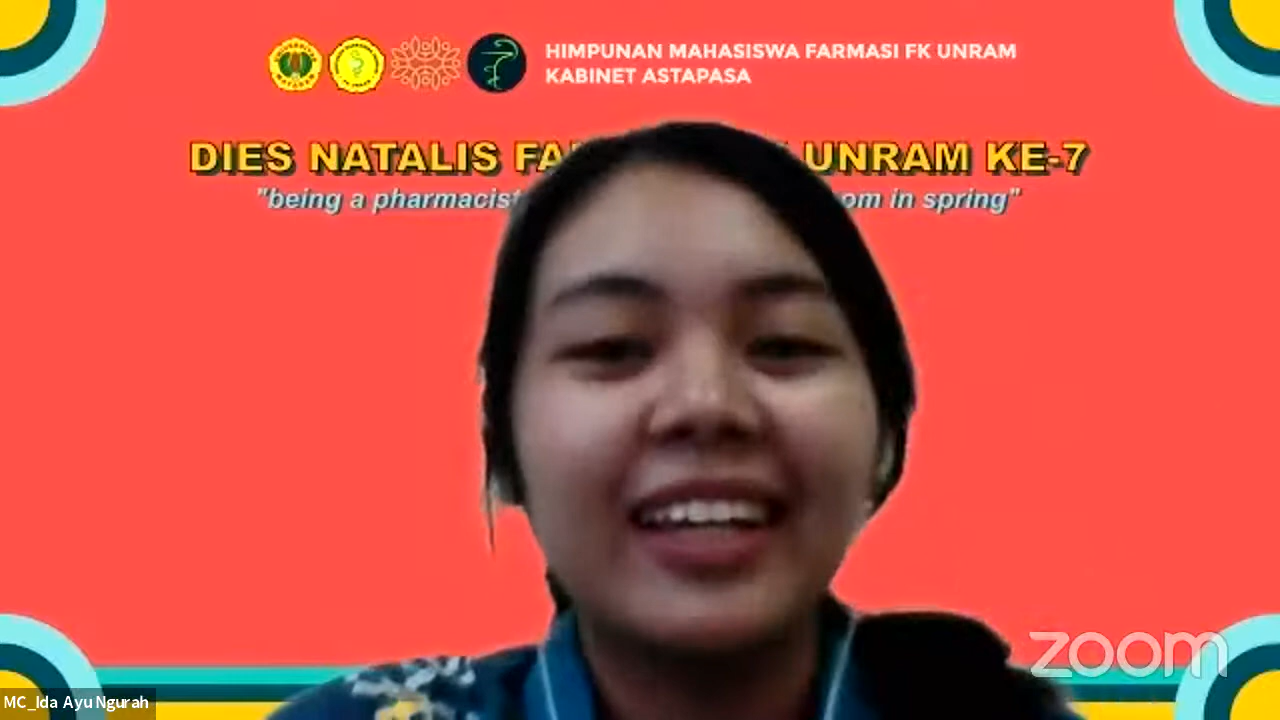 HIMPUNAN MAHASISWA FARMASI FK UNRAM
KABINET ASTAPASA
DIES NATALIS FA UNRAM KE-7
"being a pharmacist om in spring"
zoom
MC_Ida Ayu Ngurah